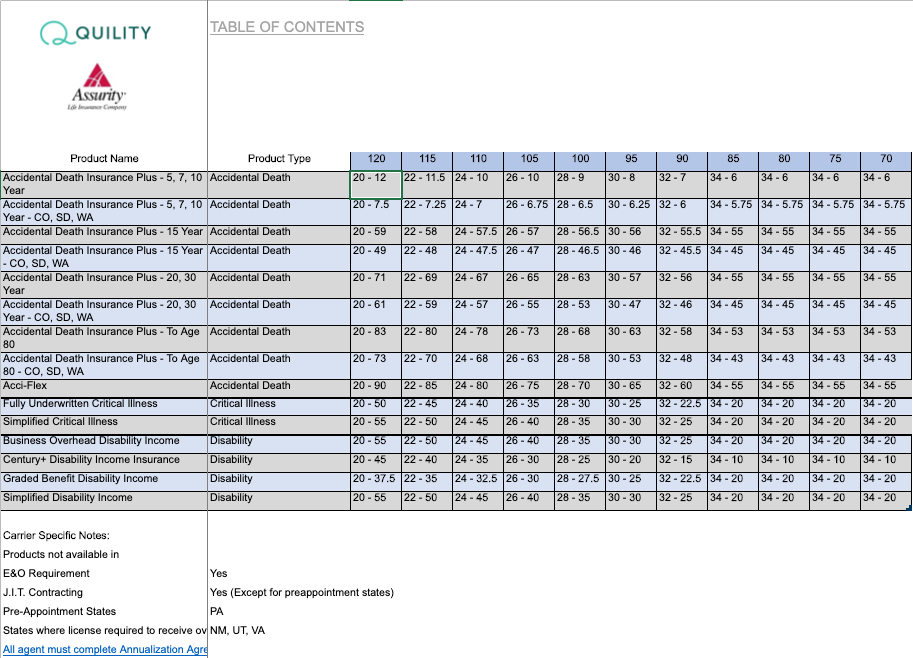 QUILITY
TABLE OF CONTENTS
Assurity
Life Insurance Company
Product Name Product Type 120 115 110 105 100 95 90 85 80 75 70
Accidental Death Insurance Plus - 5, 7, 10 Accidental Death 20 - 12 22 - 11.5 24 - 10 26 - 10 28 - 9 30 - 8 32 - 7 34 - 6 34 - 6 34 - 6 34 - 6
Year
Accidental Death Insurance Plus - 5, 7, 10 Accidental Death 20 - 7.5 22 - 7.25 24 - 7 26 - 6.75 28 - 6.5 30 - 6.25 32 - 6 34 - 5.75 34 - 5.75 34 - 5.75 34 - 5.75
Year - CO, SD, WA
Accidental Death Insurance Plus - 15 Year Accidental Death 20 - 59 22 - 58 24 - 57.5 26 - 57 28 - 56.5 30 - 56 32 - 55.5 34 - 55 34 - 55 34 - 55 34 - 55
Accidental Death Insurance Plus - 15 Year Accidental Death 20 - 49 22 - 48 24 - 47.5 26 - 47 28 - 46.5 30 - 46 32 - 45.5 34 - 45 34 - 45 34 - 45 34 - 45
- CO, SD, WA
Accidental Death Insurance Plus - 20, 30 Accidental Death 20 - 71 22 - 69 24 - 67 26 - 65 28 - 63 30 - 57 32 - 56 34 - 55 34 - 55 34 - 55 34 - 55
Year
Accidental Death Insurance Plus - 20, 30 Accidental Death 20 - 61 22 - 59 24 - 57 26 - 55 28 - 53 30 - 47 32 - 46 34 - 45 34 - 45 34 - 45 34 - 45
Year - CO, SD, WA
Accidental Death Insurance Plus - To Age Accidental Death 20 - 83 22 - 80 24 - 78 26 - 73 28 - 68 30 - 63 32 - 58 34 - 53 34 - 53 34 - 53 34 - 53
80
Accidental Death Insurance Plus - To Age Accidental Death 20 - 73 22 - 70 24 - 68 26 - 63 28 - 58 30 - 53 32 - 48 34 - 43 34 - 43 34 - 43 34 - 43
80 - CO, SD, WA
Acci-Flex Accidental Death 20 - 90 22 - 85 24 - 80 26 - 75 28 - 70 30 - 65 32 - 60 34 - 55 34 - 55 34 - 55 34 - 55
Fully Underwritten Critical Illness Critical Illness 20 - 50 22 - 45 24 - 40 26 - 35 28 - 30 30 - 25 32 - 22.5 34 - 20 34 - 20 34 - 20 34 - 20
Simplified Critical Illness Critical Illness 20 - 55 22 - 50 24 - 45 26 - 40 28 - 35 30 - 30 32 - 25 34 - 20 34 - 20 34 - 20 34 - 20
Business Overhead Disability Income Disability 20 - 55 22 - 50 24 - 45 26 - 40 28 - 35 30 - 30 32 - 25 34 - 20 34 - 20 34 - 20 34 - 20
Century+ Disability Income Insurance Disability 20 - 45 22 - 40 24 - 35 26 - 30 28 - 25 30 - 20 32 - 15 34 - 10 34 - 10 34 - 10 34 - 10
Graded Benefit Disability Income Disability 20 - 37.5 22 - 35 24 - 32.5 26 - 30 28 - 27.5 30 - 25 32 - 22.5 34 - 20 34 - 20 34 - 20 34 - 20
Simplified Disability Income Disability 20 - 55 22 - 50 24 - 45 26 - 40 28 - 35 30 - 30 32 - 25 34 - 20 34 - 20 34 - 20 34 - 20
Carrier Specific Notes:
Products not available in
E&O Requirement Yes
J.I.T. Contracting Yes (Except for preappointment states)
Pre-Appointment States PA
States where license required to receive ov NM, UT, VA
All agent must complete Annualization Agre